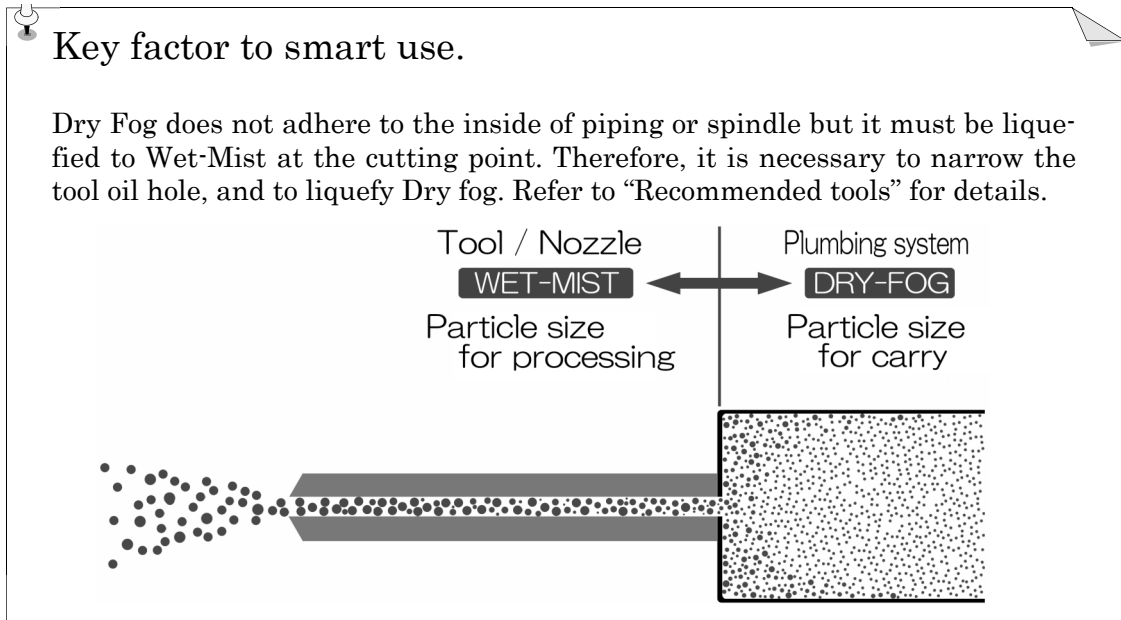 Key factor to smart use.
Dry Fog does not adhere to the inside of piping or spindle but it must be lique-
fied to Wet-Mist at the cutting point. Therefore, it is necessary to narrow the
tool oil hole, and to liquefy Dry fog. Refer to “Recommended tools” for details.
Tool / Nozzle
WET-MIST
Particle size
for processing
Plumbing system
DRY-FOG
Particle size
for carry